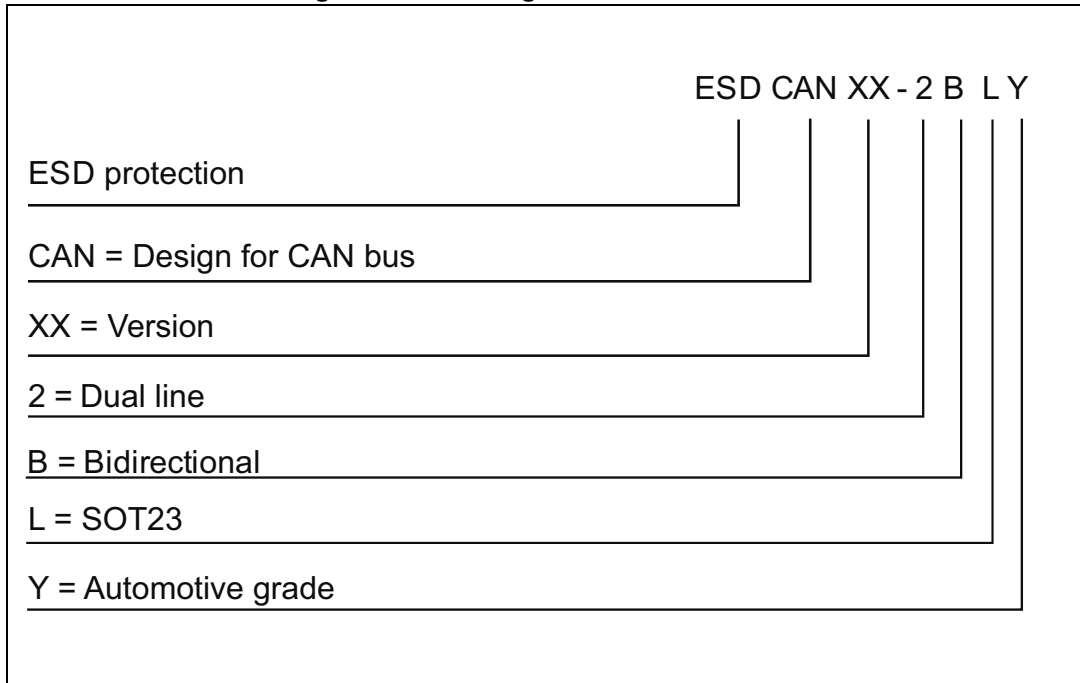 ESD CAN XX - 2 B L Y
ESD protection
CAN = Design for CAN bus
XX = Version
2 = Dual line
B = Bidirectional
L = SOT23
Y = Automotive grade